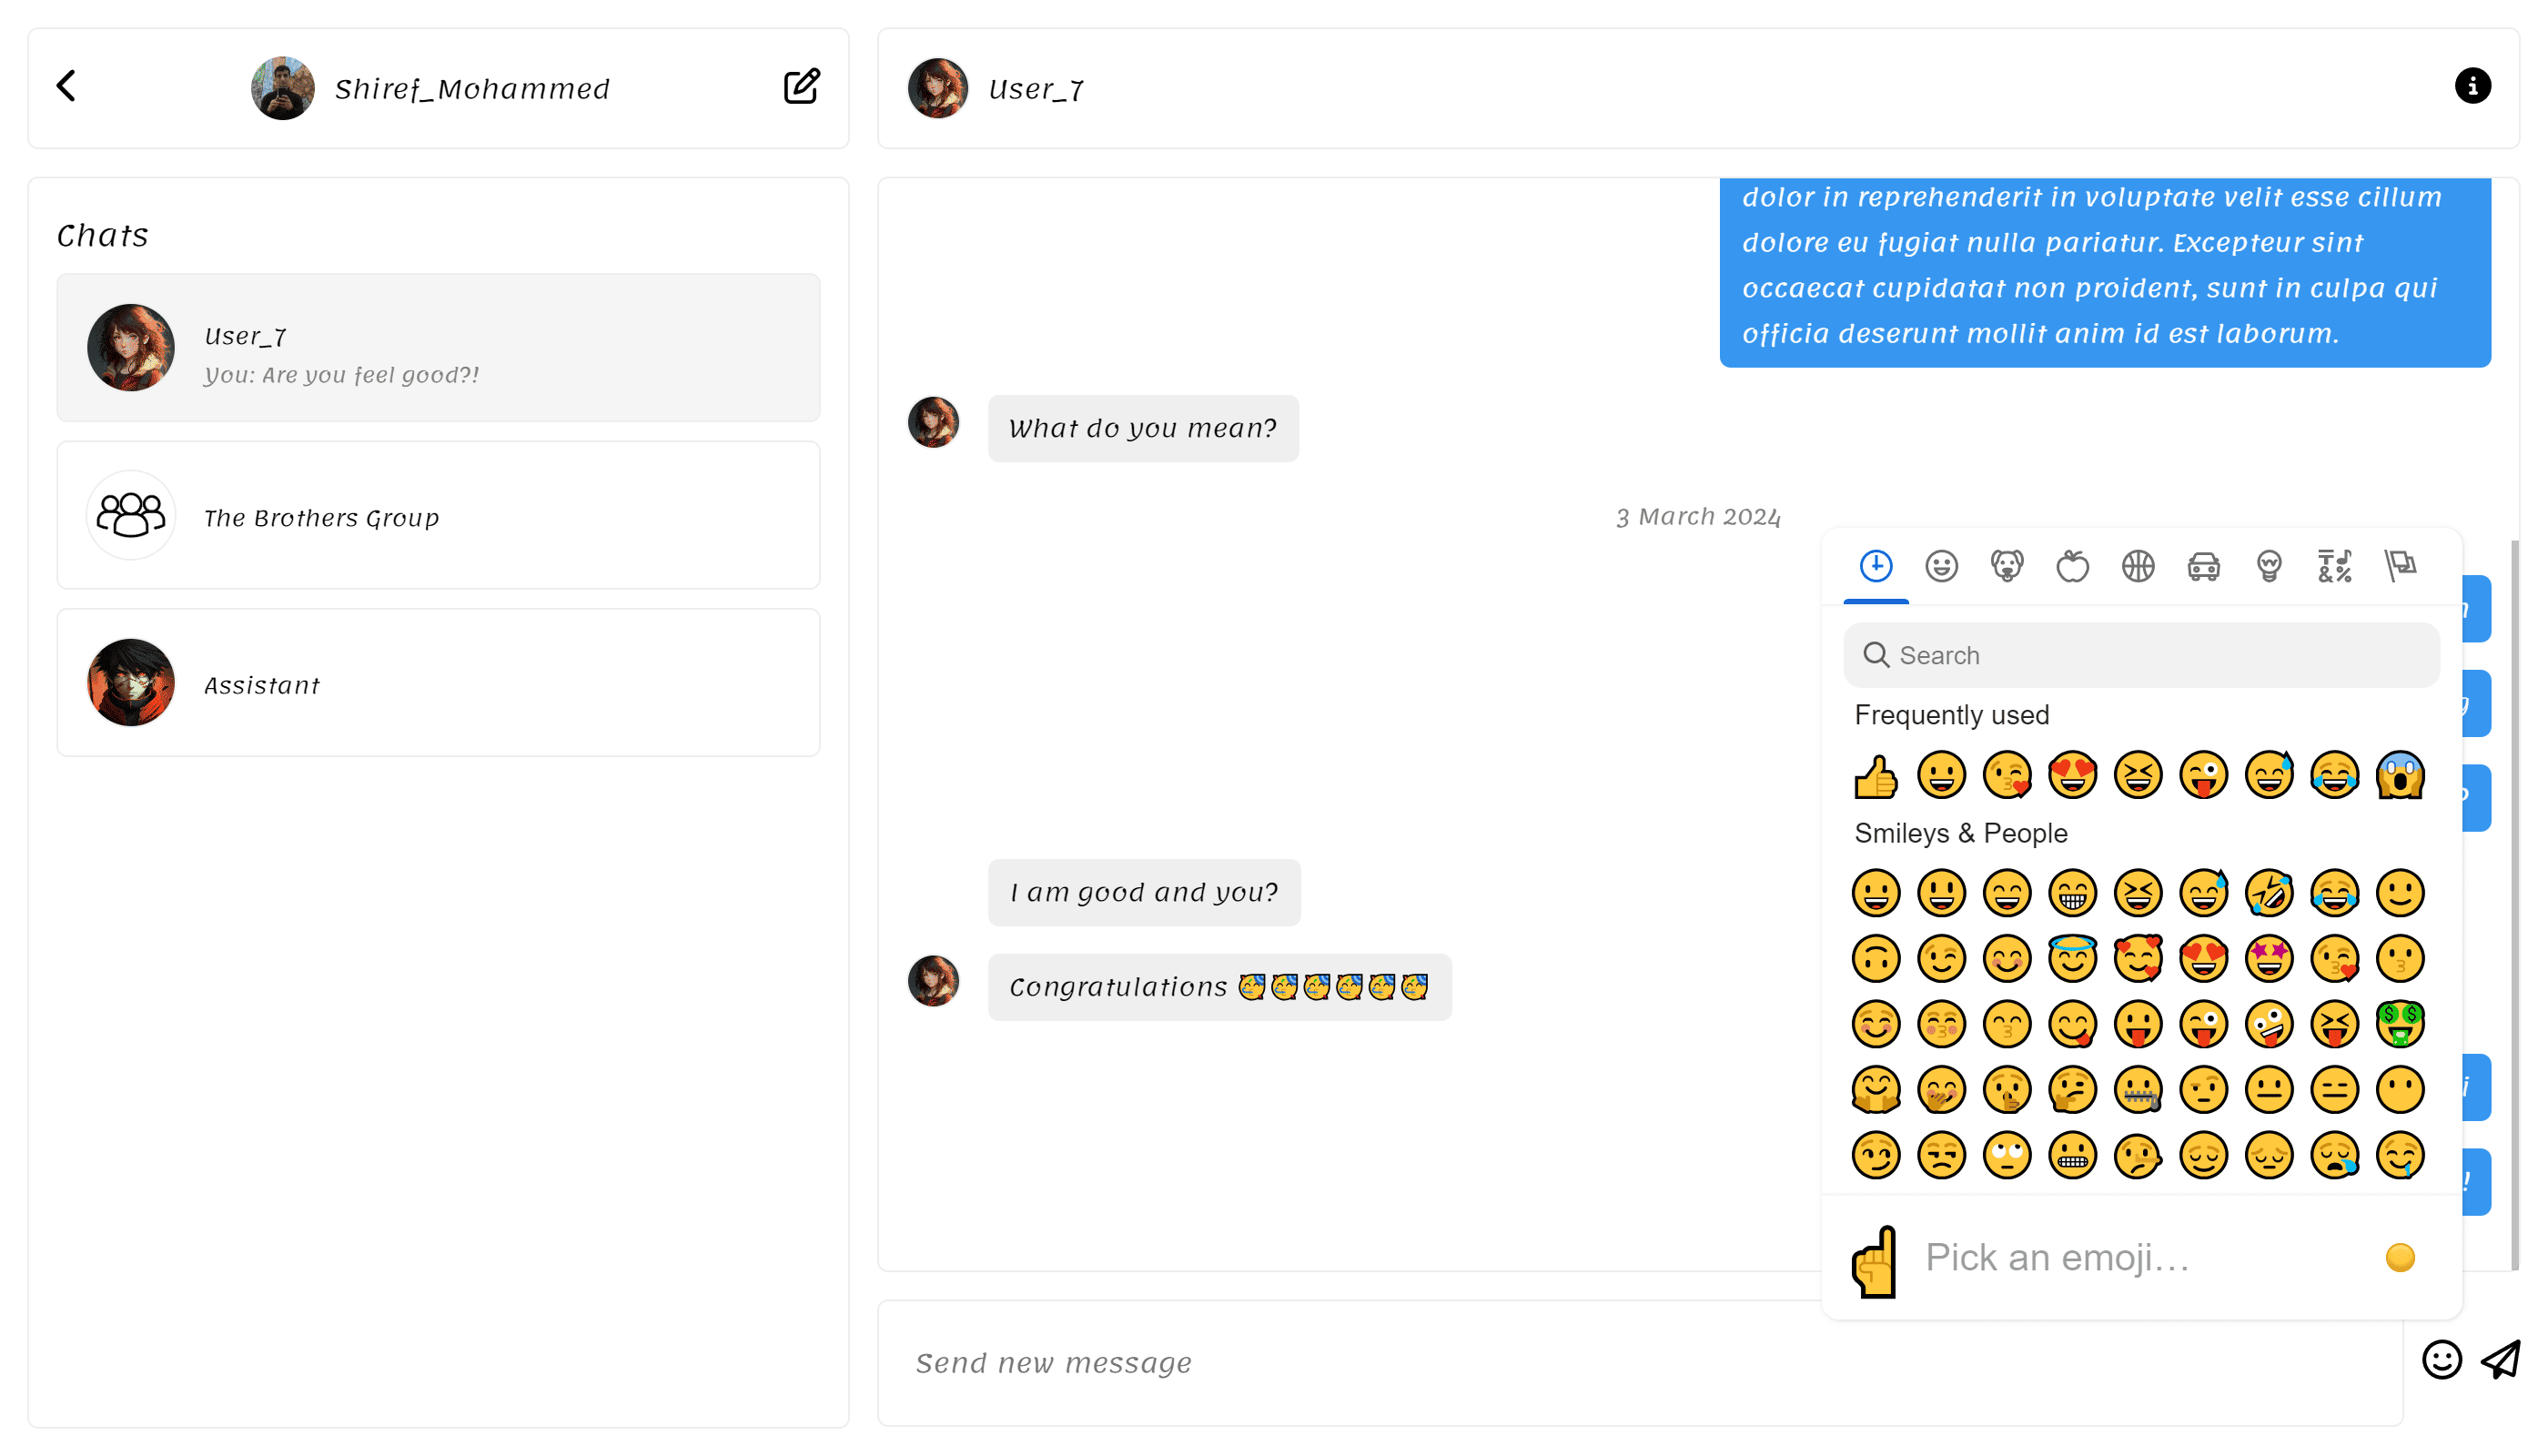 Shiref_Mohammed
User_7
Chats
User_7
You: Are you feel good?!
The Brothers Group
Assistant
dolor in reprehenderit in voluptate velit esse cillum
dolore eu fugiat nulla pariatur. Excepteur sint
occaecat cupidatat non proident, sunt in culpa qui
officia deserunt mollit anim id est laborum.
What do you mean?
3 March 2024
I am good and you?
Congratulations 🥳🥳🥳🥳🥳🥳
Search
Frequently used
Smileys & People
Pick an emoji…
Send new message